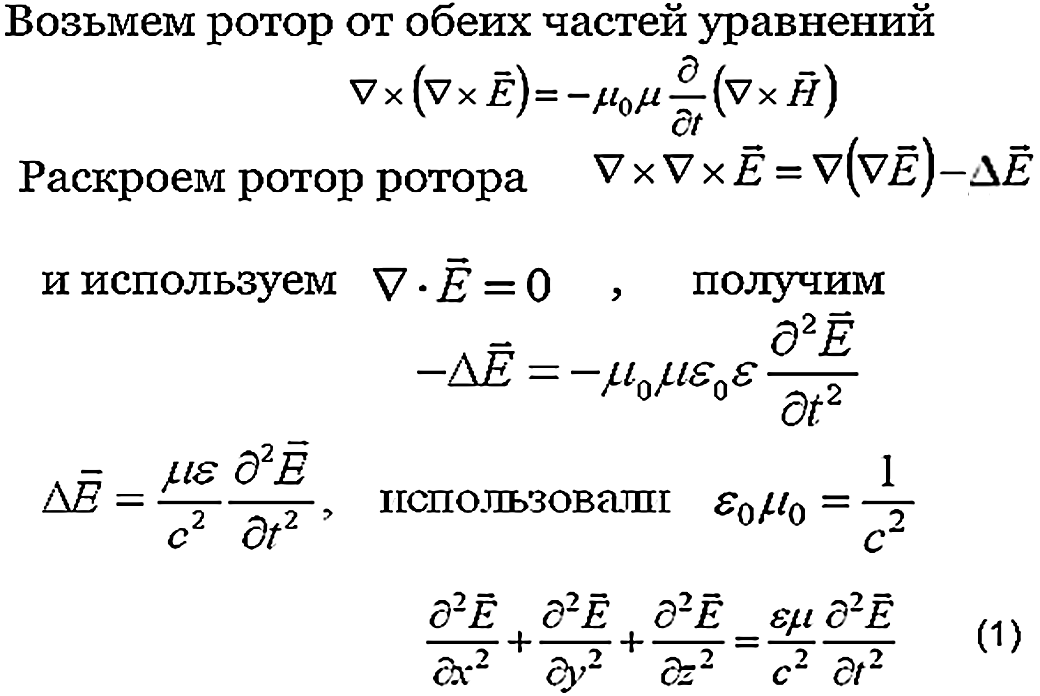 Возьмем ротор от обеих частей уравнений
∇×(∇×E⃗)=−μ₀μ ∂/∂t (∇×H⃗)
Раскроем ротор ротора ∇×∇×E⃗=∇(∇E⃗)−ΔE⃗
и используем ∇·E⃗=0 , получим
−ΔE⃗=−μ₀με₀ε ∂²E⃗/∂t²
ΔE⃗=με/c² ∂²E⃗/∂t², использовали ε₀μ₀=1/c²
∂²E⃗/∂x²+∂²E⃗/∂y²+∂²E⃗/∂z²=εμ/c² ∂²E⃗/∂t² (1)